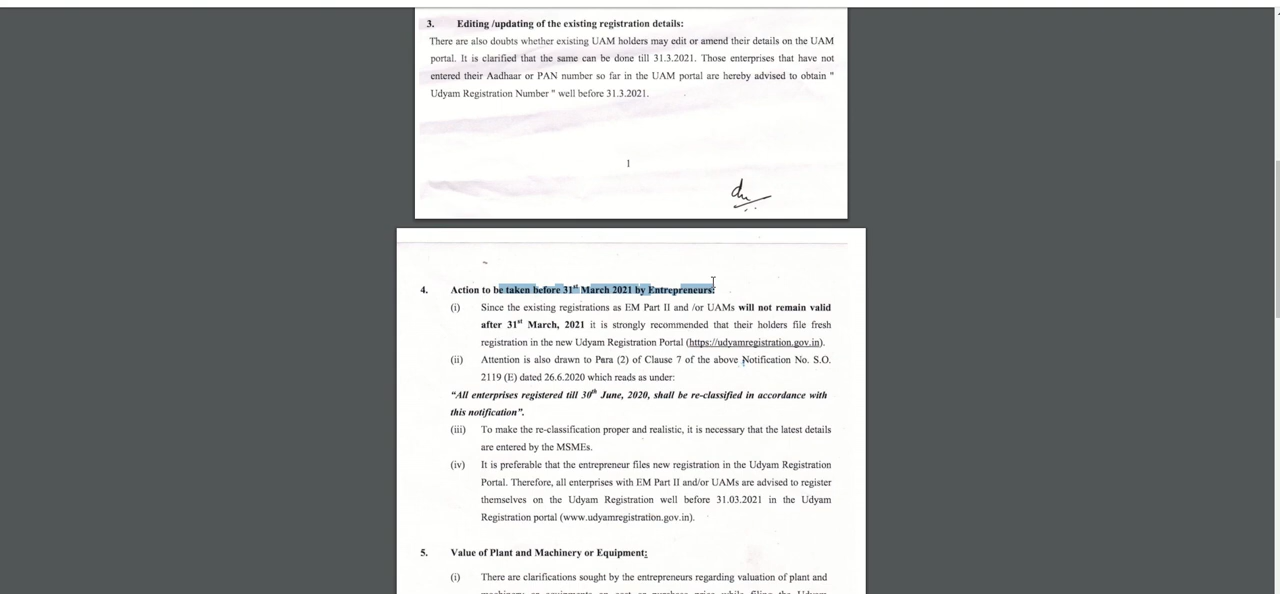 3. Editing /updating of the existing registration details:
There are also doubts whether existing UAM holders may edit or amend their details on the UAM
portal. It is clarified that the same can be done till 31.3.2021. Those enterprises that have not
entered their Aadhaar or PAN number so far in the UAM portal are hereby advised to obtain "
Udyam Registration Number " well before 31.3.2021.
1
4. Action to be taken before 31st March 2021 by Entrepreneurs:
(i) Since the existing registrations as EM Part II and /or UAMs will not remain valid
after 31st March, 2021 it is strongly recommended that their holders file fresh
registration in the new Udyam Registration Portal (https://udyamregistration.gov.in).
(ii) Attention is also drawn to Para (2) of Clause 7 of the above Notification No. S.O.
2119 (E) dated 26.6.2020 which reads as under:
“All enterprises registered till 30th June, 2020, shall be re-classified in accordance with
this notification”.
(iii) To make the re-classification proper and realistic, it is necessary that the latest details
are entered by the MSMEs.
(iv) It is preferable that the entrepreneur files new registration in the Udyam Registration
Portal. Therefore, all enterprises with EM Part II and/or UAMs are advised to register
themselves on the Udyam Registration well before 31.03.2021 in the Udyam
Registration portal (www.udyamregistration.gov.in).
5. Value of Plant and Machinery or Equipment:
(i) There are clarifications sought by the entrepreneurs regarding valuation of plant and